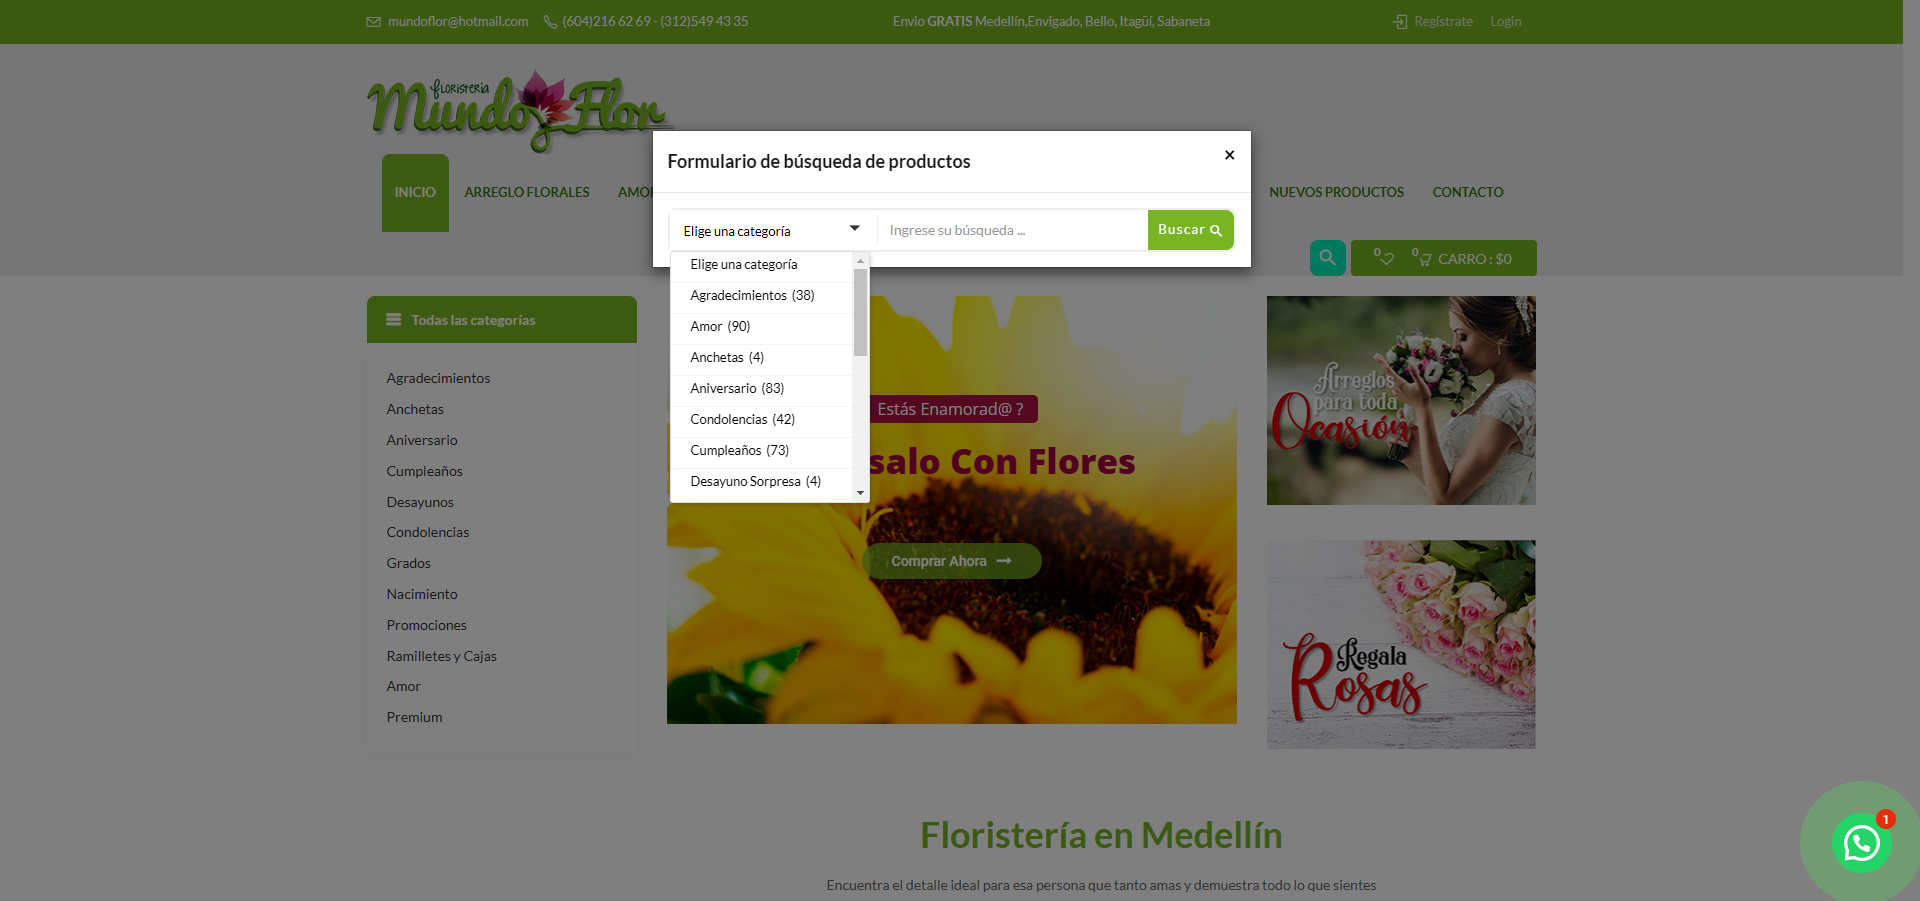 mundoflor@hotmail.com (604)216 62 69 - (312)549 43 35 Envio GRATIS Medellín,Envigado, Bello, Itagüí, Sabaneta Regístrate Login
floristeria
Mundo Flor
INICIO ARREGLO FLORALES NUEVOS PRODUCTOS CONTACTO
Formulario de búsqueda de productos ×
Elige una categoría Ingrese su búsqueda ... Buscar
Elige una categoría
Agradecimientos (38)
Amor (90)
Anchetas (4)
Aniversario (83)
Condolencias (42)
Cumpleaños (73)
Desayuno Sorpresa (4)
0 0 CARRO : $0
Todas las categorías
Agradecimientos
Anchetas
Aniversario
Cumpleaños
Desayunos
Condolencias
Grados
Nacimiento
Promociones
Ramilletes y Cajas
Amor
Premium
Estás Enamorad@ ?
salo Con Flores
Comprar Ahora
Arreglos
para toda
Ocasión
Regala
Rosas
Floristería en Medellín
Encuentra el detalle ideal para esa persona que tanto amas y demuestra todo lo que sientes
1